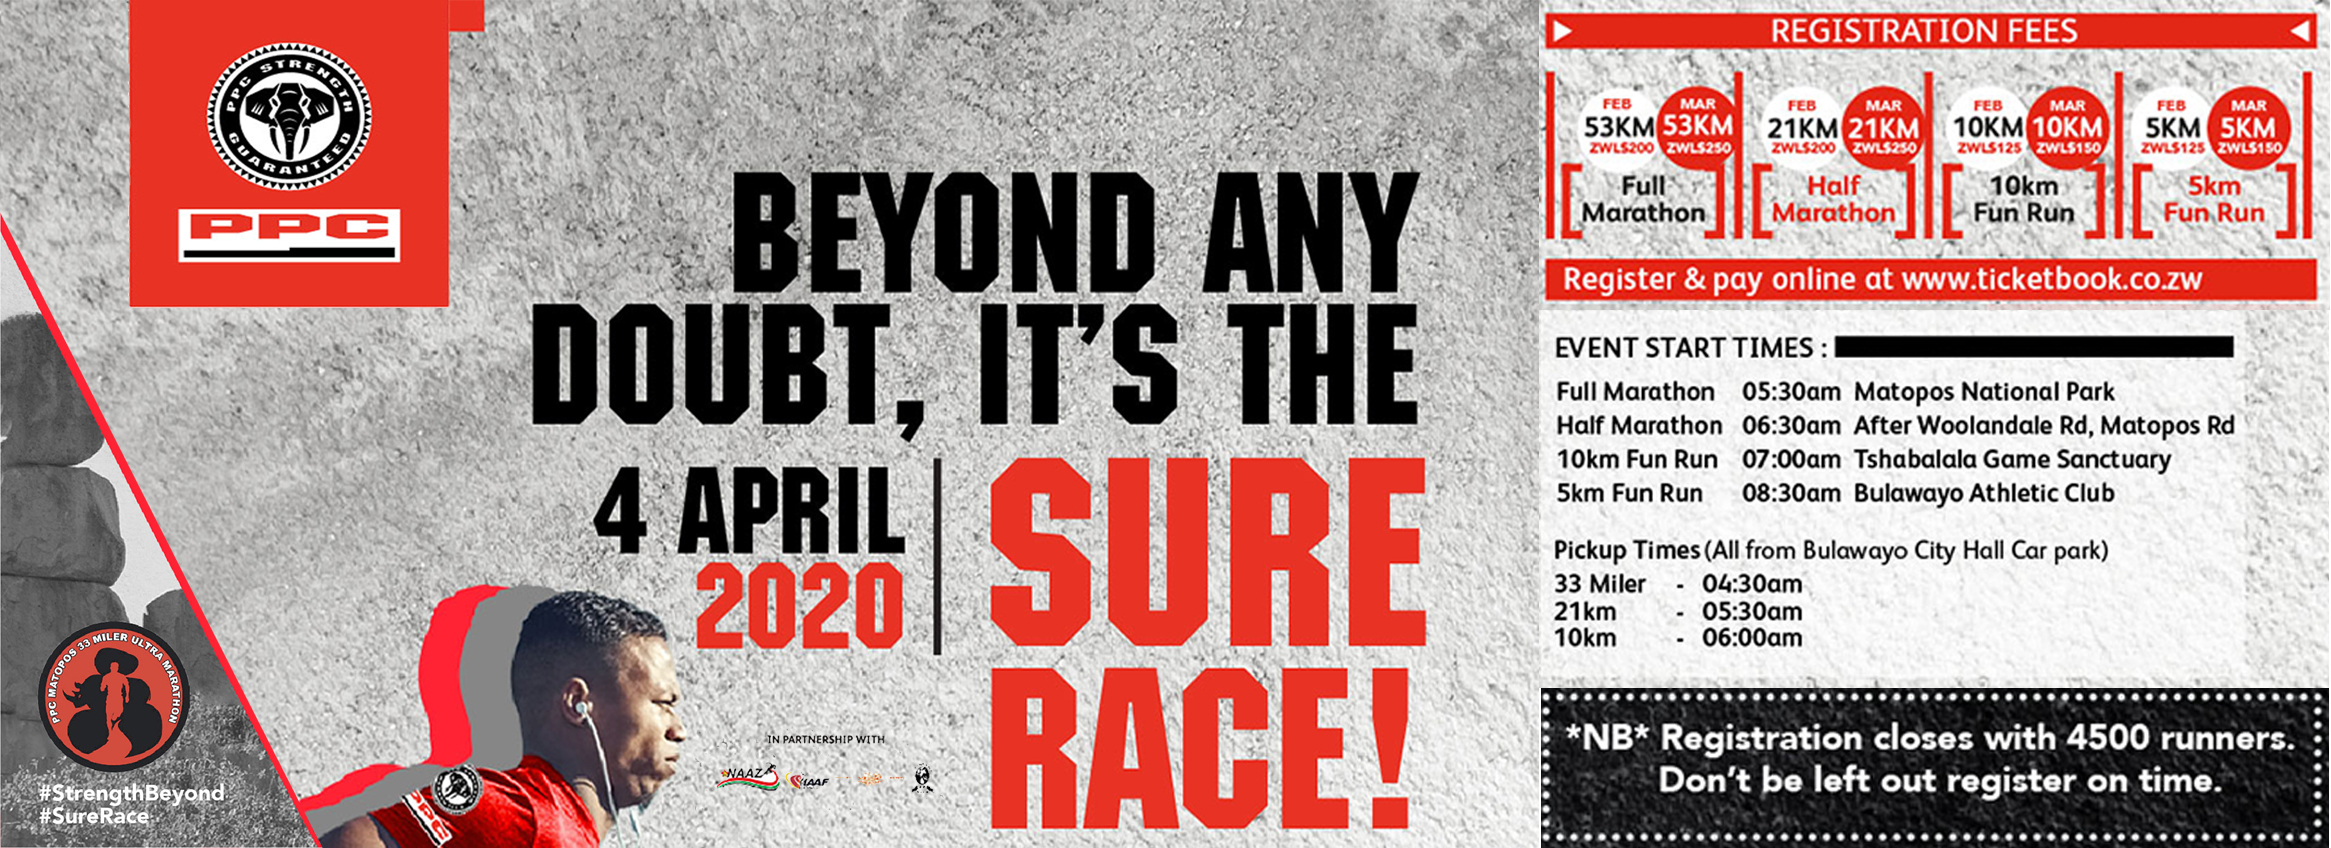 PPC STRENGTH
GUARANTEED
PPC
BEYOND ANY
DOUBT, IT'S THE
4 APRIL
2020
SURE
RACE!
PPC MATOPOS 33 MILER ULTRA MARATHON
#StrengthBeyond
#SureRace
PPC
IN PARTNERSHIP WITH
NAAZ
IAAF
REGISTRATION FEES
FEB
53KM
ZWL$200
MAR
53KM
ZWL$250
Full
Marathon
FEB
21KM
ZWL$200
MAR
21KM
ZWL$250
Half
Marathon
FEB
10KM
ZWL$125
MAR
10KM
ZWL$150
10km
Fun Run
FEB
5KM
ZWL$125
MAR
5KM
ZWL$150
5km
Fun Run
Register & pay online at www.ticketbook.co.zw
EVENT START TIMES :
Full Marathon 05:30am Matopos National Park
Half Marathon 06:30am After Woolandale Rd, Matopos Rd
10km Fun Run 07:00am Tshabalala Game Sanctuary
5km Fun Run 08:30am Bulawayo Athletic Club
Pickup Times (All from Bulawayo City Hall Car park)
33 Miler - 04:30am
21km - 05:30am
10km - 06:00am
*NB* Registration closes with 4500 runners.
Don't be left out register on time.